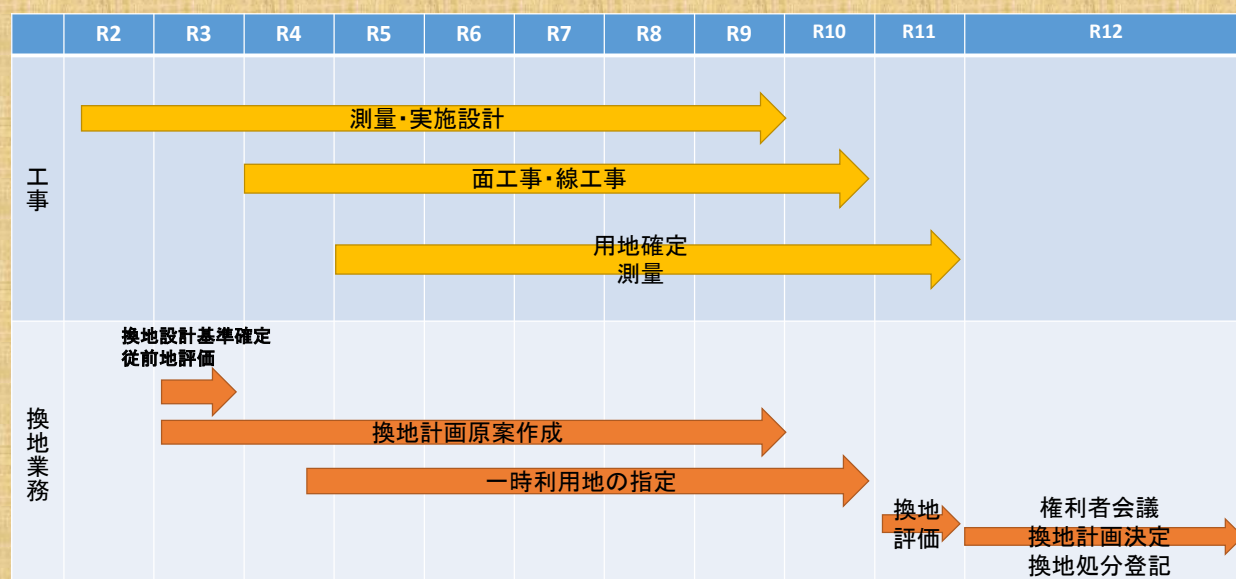 R2 R3 R4 R5 R6 R7 R8 R9 R10 R11 R12
工事
測量・実施設計
面工事・線工事
用地確定
測量
換地業務
換地設計基準確定
従前地評価
換地計画原案作成
一時利用地の指定
換地
評価
権利者会議
換地計画決定
換地処分登記